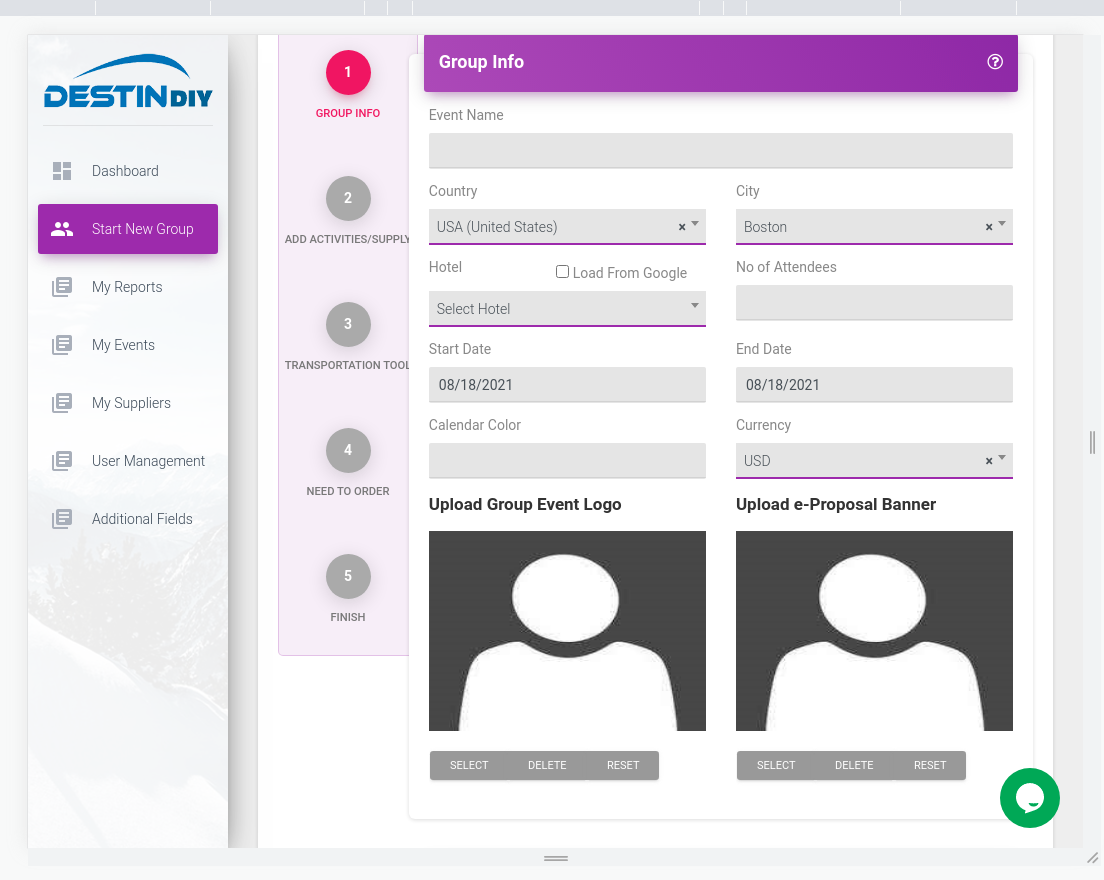 DESTINDIY
Dashboard
Start New Group
My Reports
My Events
My Suppliers
User Management
Additional Fields
1
GROUP INFO
2
ADD ACTIVITIES/SUPPLY
3
TRANSPORTATION TOOL
4
NEED TO ORDER
5
FINISH
Group Info
Event Name
Country City
USA (United States) × Boston ×
Hotel Load From Google No of Attendees
Select Hotel
Start Date End Date
08/18/2021 08/18/2021
Calendar Color Currency
USD ×
Upload Group Event Logo Upload e-Proposal Banner
SELECT DELETE RESET SELECT DELETE RESET